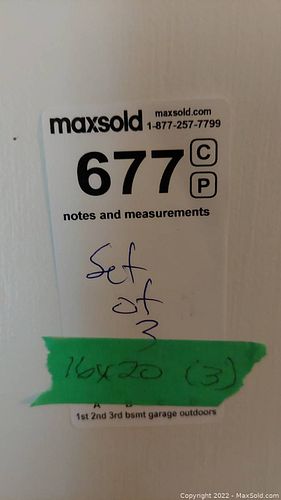 maxsold maxsold.com
1-877-257-7799
677 C
P
notes and measurements
Set
of
3
16x20 (3)
1st 2nd 3rd bsmt garage outdoors
Copyright © 2022 - MaxSold.com